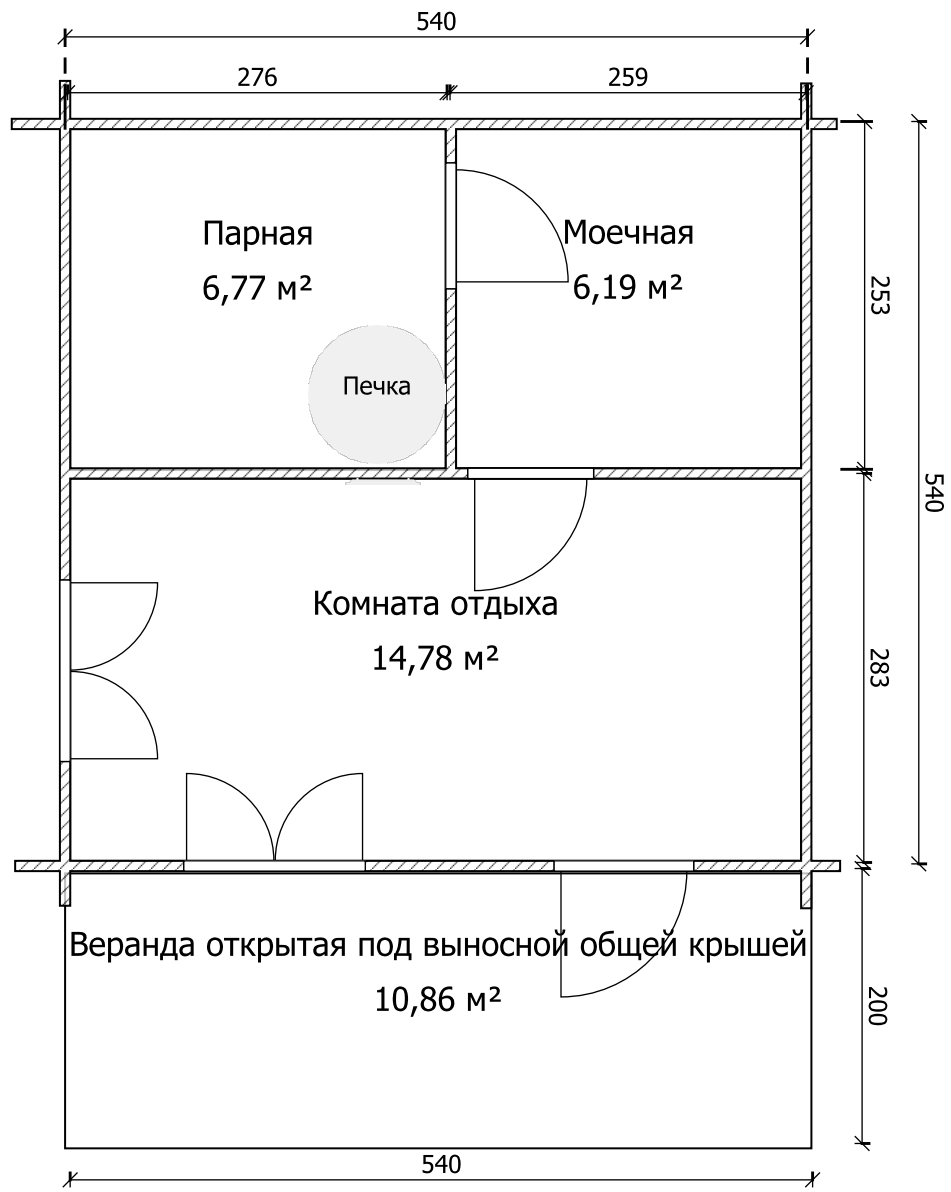 540
276
259
Парная
6,77 м²
Моечная
6,19 м²
253
Печка
540
Комната отдыха
14,78 м²
283
Веранда открытая под выносной общей крышей
10,86 м²
200
540